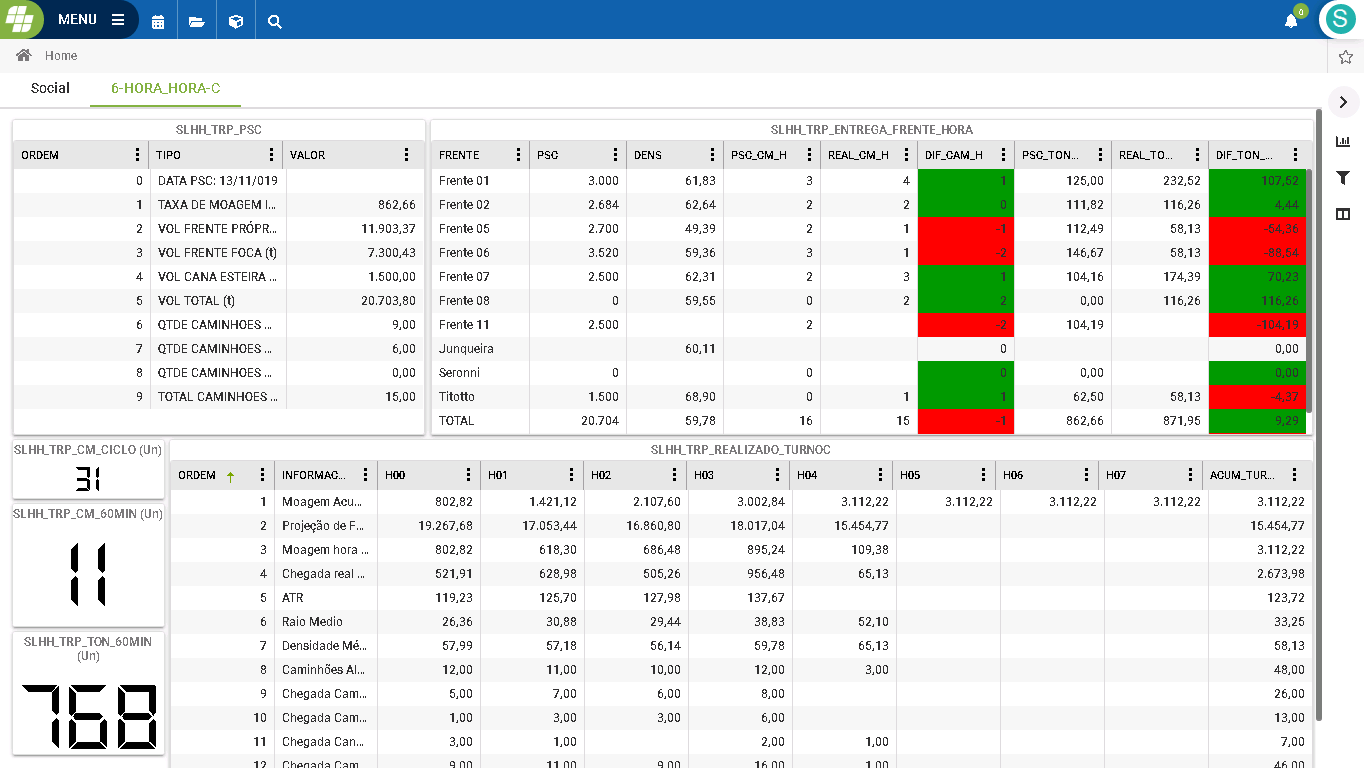 MENU
0
S
Home
Social 6-HORA_HORA-C
SLHH_TRP_PSC
ORDEM TIPO VALOR
0 DATA PSC: 13/11/019
1 TAXA DE MOAGEM I... 862,66
2 VOL FRENTE PRÓPR... 11.903,37
3 VOL FRENTE FOCA (t) 7.300,43
4 VOL CANA ESTEIRA ... 1.500,00
5 VOL TOTAL (t) 20.703,80
6 QTDE CAMINHOES ... 9,00
7 QTDE CAMINHOES ... 6,00
8 QTDE CAMINHOES ... 0,00
9 TOTAL CAMINHOES ... 15,00
SLHH_TRP_ENTREGA_FRENTE_HORA
FRENTE PSC DENS PSC_CM_H REAL_CM_H DIF_CAM_H PSC_TON... REAL_TO... DIF_TON_...
Frente 01 3.000 61,83 3 4 1 125,00 232,52 107,52
Frente 02 2.684 62,64 2 2 0 111,82 116,26 4,44
Frente 05 2.700 49,39 2 1 -1 112,49 58,13 -54,36
Frente 06 3.520 59,36 3 1 -2 146,67 58,13 -88,54
Frente 07 2.500 62,31 2 3 1 104,16 174,39 70,23
Frente 08 0 59,55 0 2 2 0,00 116,26 116,26
Frente 11 2.500 2 -2 104,19 -104,19
Junqueira 60,11 0 0,00
Seronni 0 0 0 0,00 0,00
Titotto 1.500 68,90 0 1 1 62,50 58,13 -4,37
TOTAL 20.704 59,78 16 15 -1 862,66 871,95 9,29
SLHH_TRP_CM_CICLO (Un)
31
SLHH_TRP_CM_60MIN (Un)
11
SLHH_TRP_TON_60MIN
(Un)
768
SLHH_TRP_REALIZADO_TURNOC
ORDEM INFORMAC... H00 H01 H02 H03 H04 H05 H06 H07 ACUM_TUR...
1 Moagem Acu... 802,82 1.421,12 2.107,60 3.002,84 3.112,22 3.112,22 3.112,22 3.112,22 3.112,22
2 Projeção de F... 19.267,68 17.053,44 16.860,80 18.017,04 15.454,77 15.454,77
3 Moagem hora ... 802,82 618,30 686,48 895,24 109,38 3.112,22
4 Chegada real ... 521,91 628,98 505,26 956,48 65,13 2.673,98
5 ATR 119,23 125,70 127,98 137,67 123,72
6 Raio Medio 26,36 30,88 29,44 38,83 52,10 33,25
7 Densidade Mé... 57,99 57,18 56,14 59,78 65,13 58,13
8 Caminhões Al... 12,00 11,00 10,00 12,00 3,00 48,00
9 Chegada Cam... 5,00 7,00 6,00 8,00 26,00
10 Chegada Cam... 1,00 3,00 3,00 6,00 13,00
11 Chegada Can... 3,00 1,00 2,00 1,00 7,00
12 Chegada Cam... 9,00 11,00 9,00 16,00 1,00 46,00